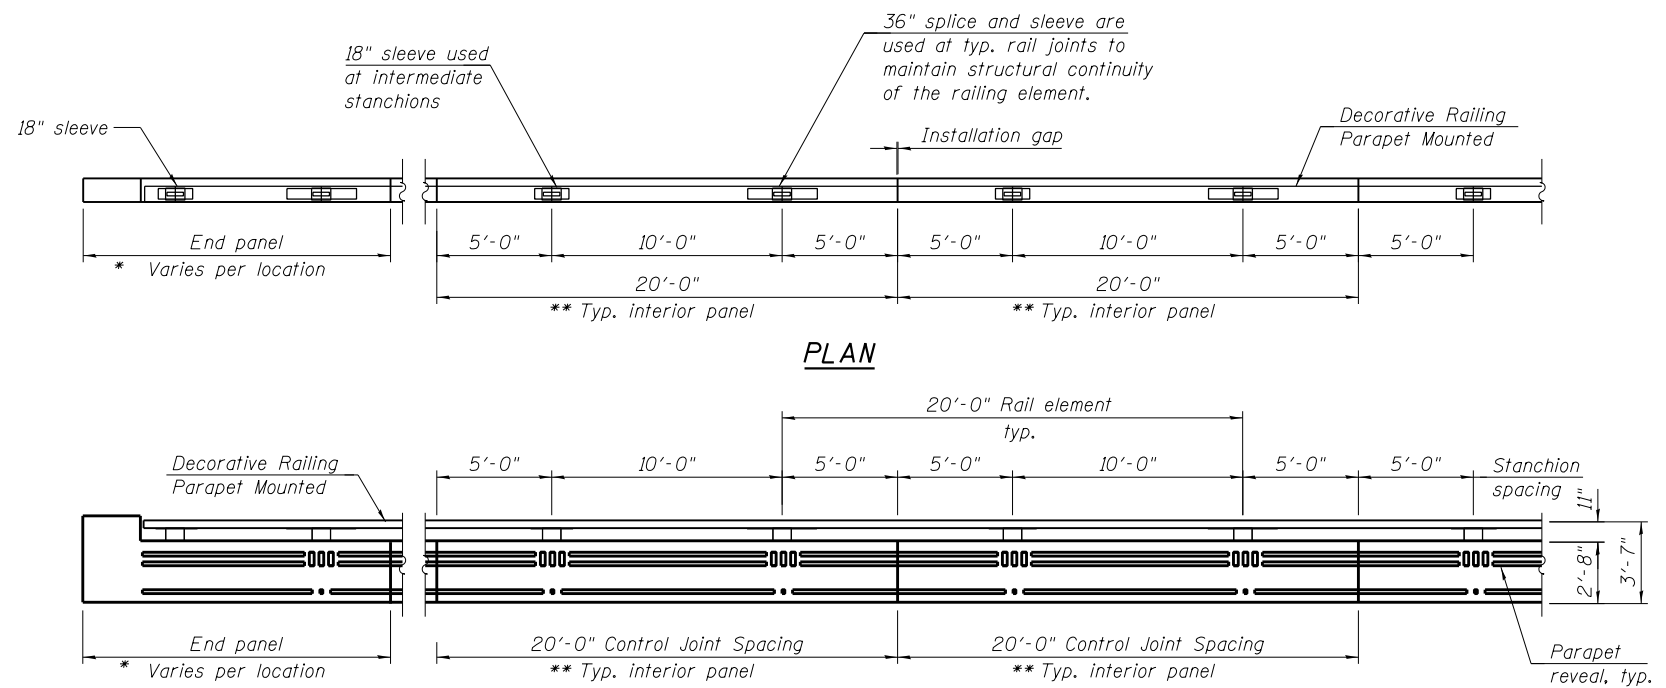 36" splice and sleeve are
used at typ. rail joints to
maintain structural continuity
of the railing element.
18" sleeve used
at intermediate
stanchions
18" sleeve
Installation gap
Decorative Railing
Parapet Mounted
End panel
* Varies per location
5'-0" 10'-0" 5'-0" 5'-0" 10'-0" 5'-0" 5'-0"
20'-0" 20'-0"
** Typ. interior panel ** Typ. interior panel
PLAN
20'-0" Rail element
typ.
Decorative Railing
Parapet Mounted
5'-0" 10'-0" 5'-0" 5'-0" 10'-0" 5'-0" 5'-0"
Stanchion
spacing
11"
2'-8"
3'-7"
End panel
* Varies per location
20'-0" Control Joint Spacing 20'-0" Control Joint Spacing
** Typ. interior panel ** Typ. interior panel
Parapet
reveal, typ.